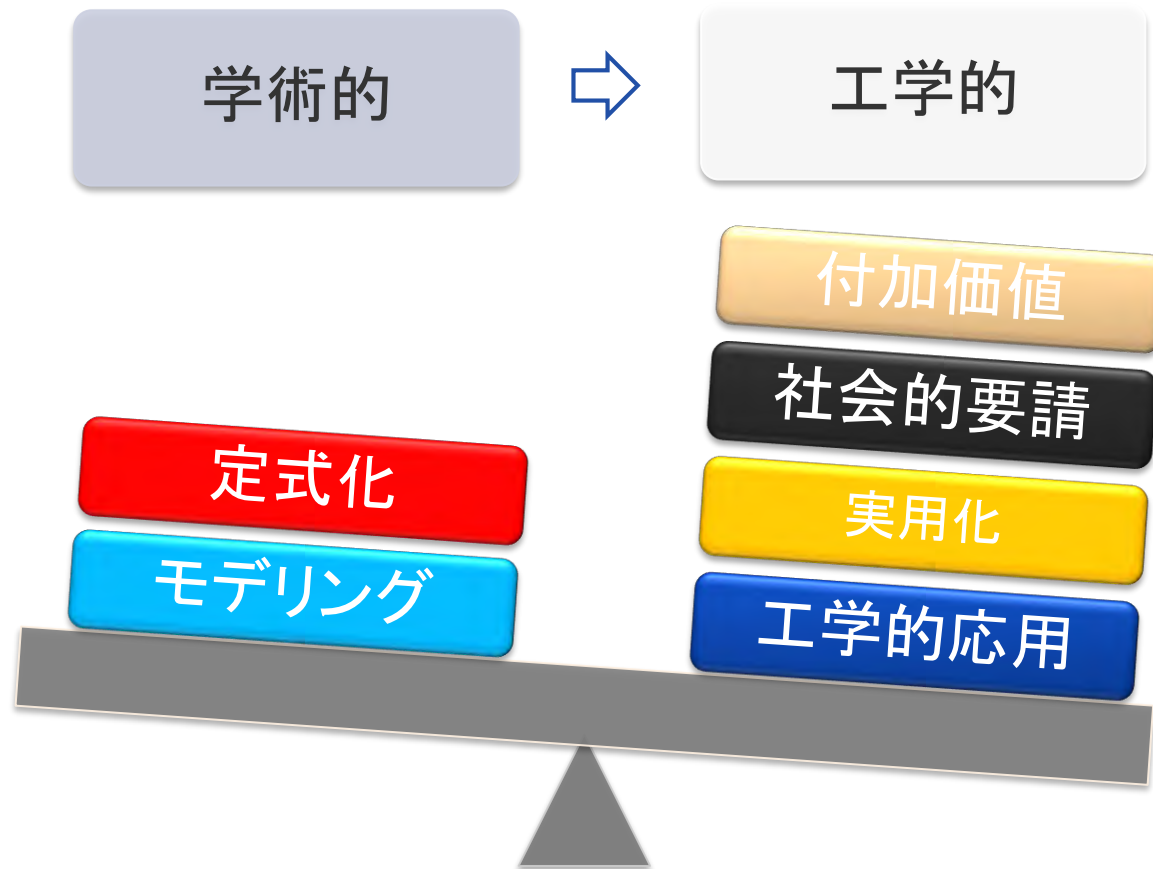 学術的
工学的
付加価値
社会的要請
定式化
実用化
モデリング
工学的応用